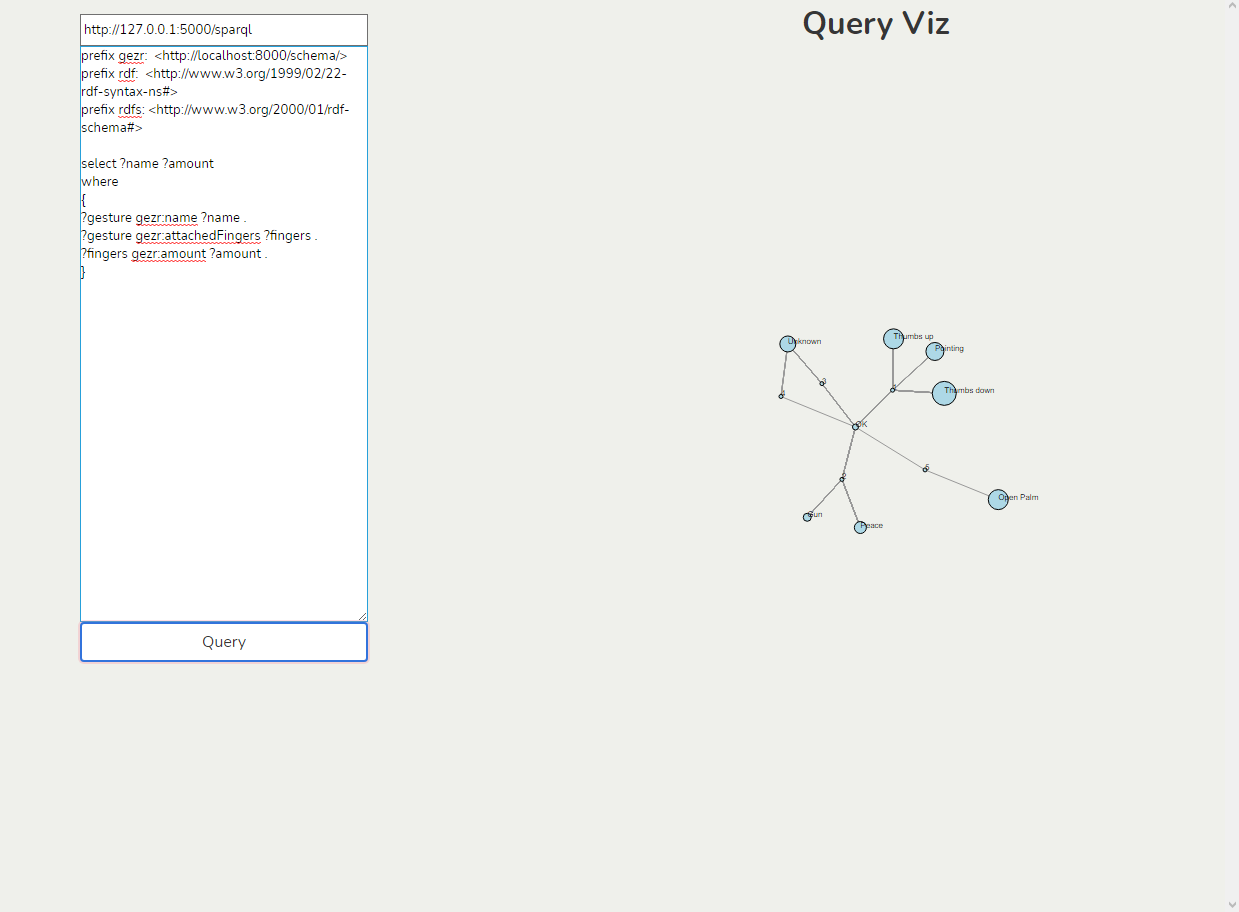 http://127.0.0.1:5000/sparql
Query Viz
prefix gezr:  <http://localhost:8000/schema/>
prefix rdf:  <http://www.w3.org/1999/02/22-
rdf-syntax-ns#>
prefix rdfs: <http://www.w3.org/2000/01/rdf-
schema#>
select ?name ?amount
where
{
?gesture gezr:name ?name .
?gesture gezr:attachedFingers ?fingers .
?fingers gezr:amount ?amount .
}
Query
Unknown
Thumbs up
Pointing
3
Thumbs down
OK
5
2
Open Palm
Gun
Peace